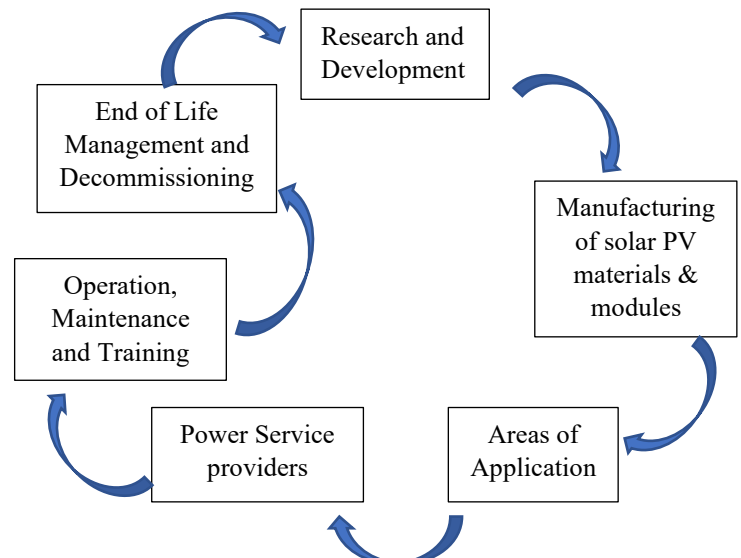 Research and
Development
Manufacturing
of solar PV
materials &
modules
Areas of
Application
Power Service
providers
Operation,
Maintenance
and Training
End of Life
Management and
Decommissioning